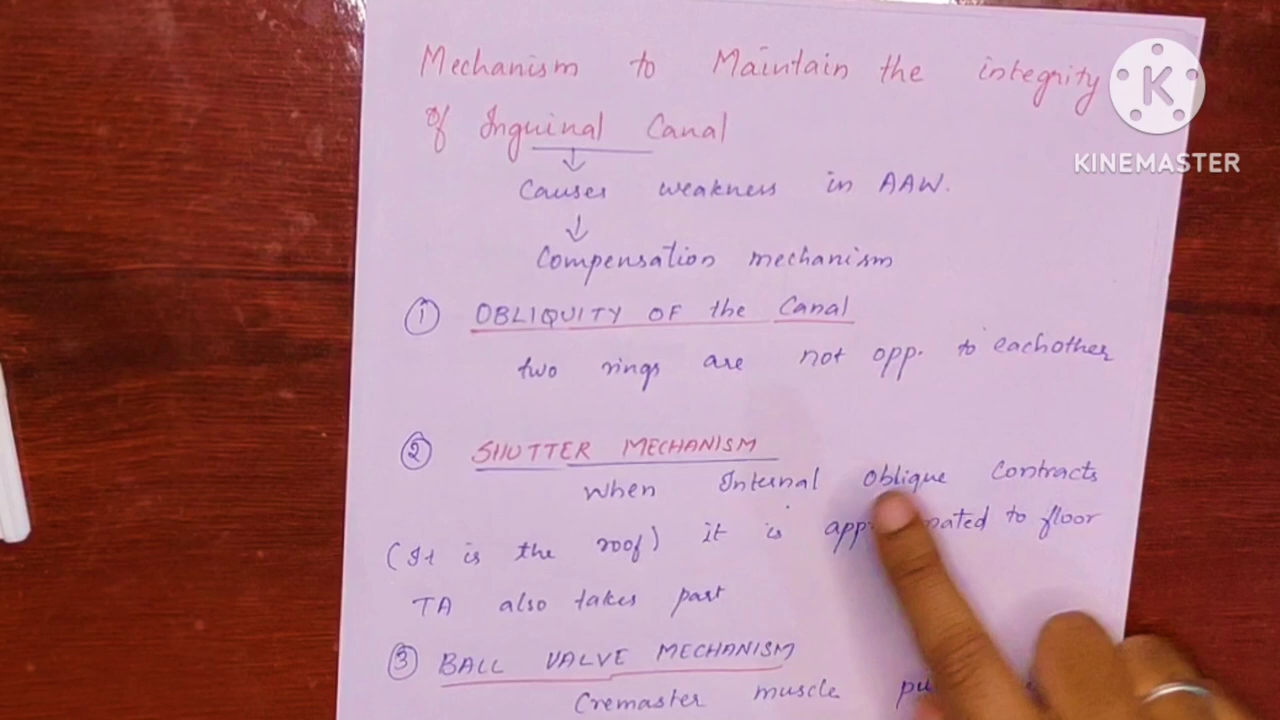 Mechanism to Maintain the integrity
of Inguinal Canal
Causes weakness in AAW.
Compensation mechanism
① OBLIQUITY OF the Canal
two rings are not opp. to eachother
② SHUTTER MECHANISM
When Internal Oblique Contracts
(It is the roof) it is to floor
TA also takes part
③ BALL VALVE MECHANISM
Cremaster muscle
K
KINEMASTER